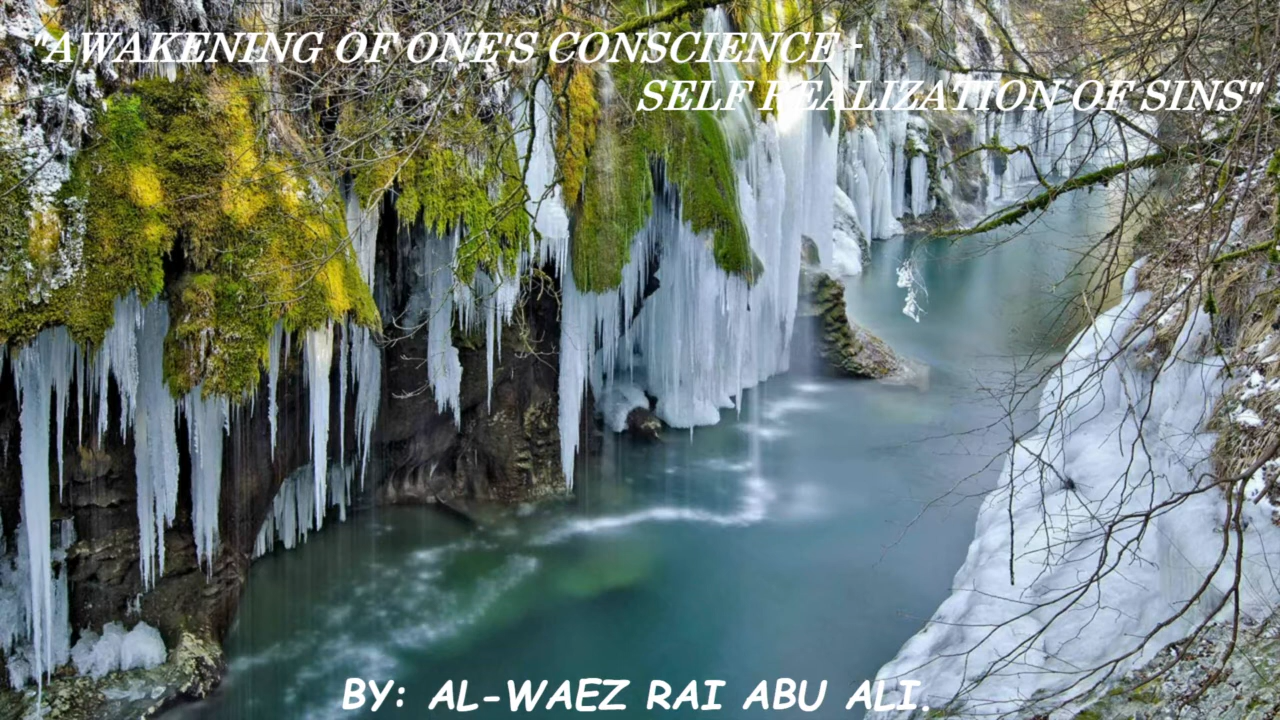 "AWAKENING OF ONE'S CONSCIENCE -
SELF REALIZATION OF SINS"
BY: AL-WAEZ RAI ABU ALI.